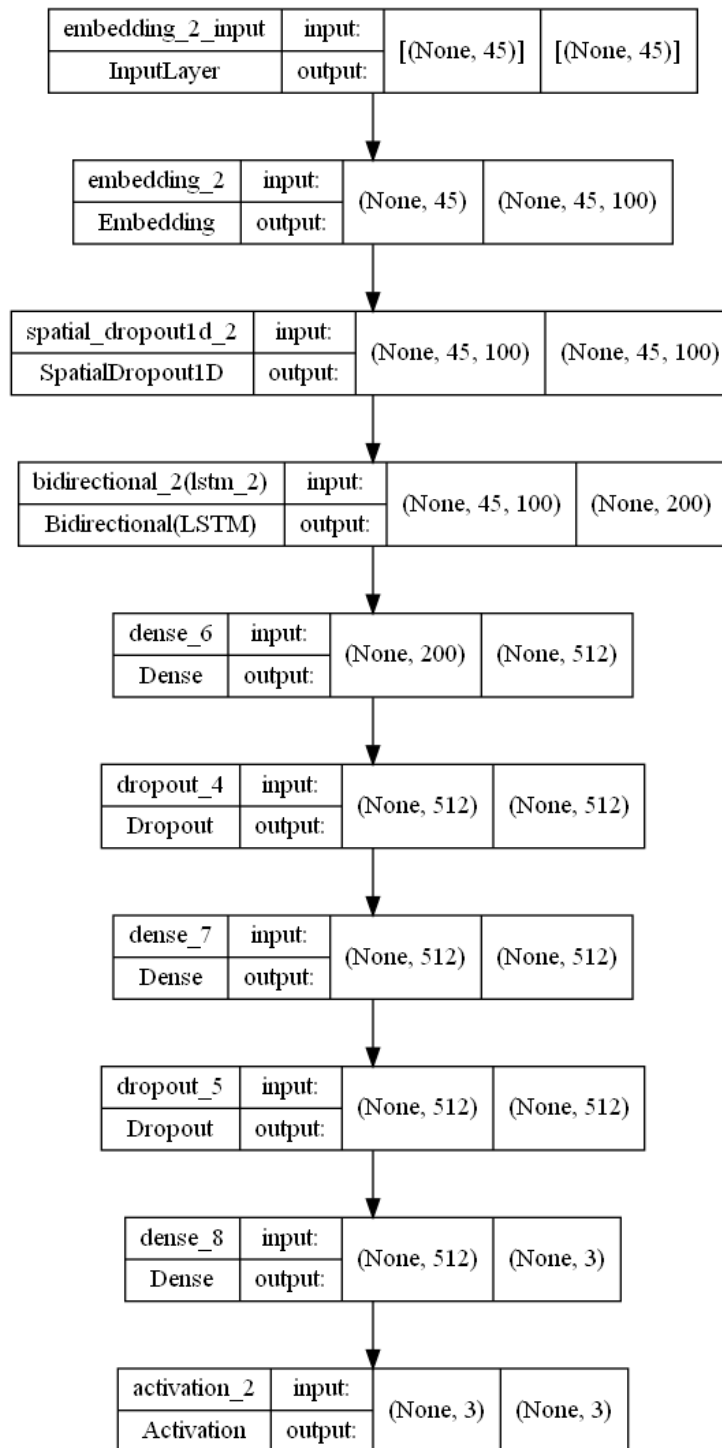 embedding_2_input input: [(None, 45)] [(None, 45)]
InputLayer output:
embedding_2 input: (None, 45) (None, 45, 100)
Embedding output:
spatial_dropout1d_2 input: (None, 45, 100) (None, 45, 100)
SpatialDropout1D output:
bidirectional_2(lstm_2) input: (None, 45, 100) (None, 200)
Bidirectional(LSTM) output:
dense_6 input: (None, 200) (None, 512)
Dense output:
dropout_4 input: (None, 512) (None, 512)
Dropout output:
dense_7 input: (None, 512) (None, 512)
Dense output:
dropout_5 input: (None, 512) (None, 512)
Dropout output:
dense_8 input: (None, 512) (None, 3)
Dense output:
activation_2 input: (None, 3) (None, 3)
Activation output: